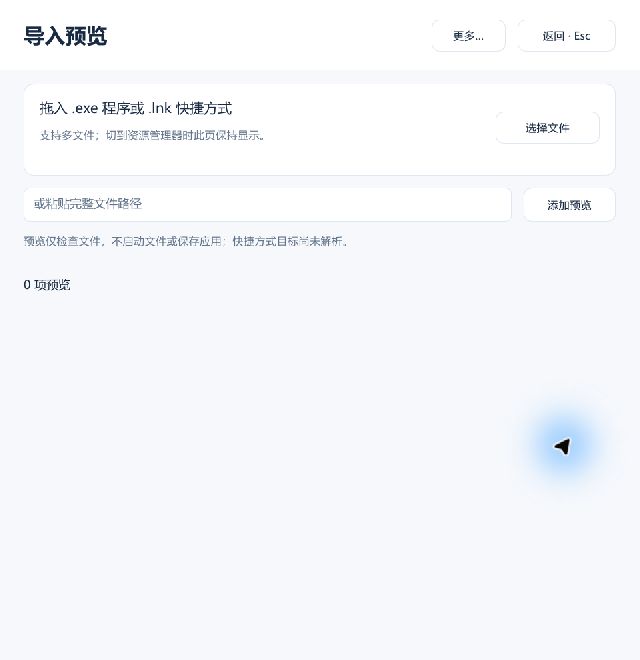 导入预览
更多...
返回 · Esc
拖入 .exe 程序或 .lnk 快捷方式
支持多文件；切到资源管理器时此页保持显示。
选择文件
或粘贴完整文件路径
添加预览
预览仅检查文件，不启动文件或保存应用；快捷方式目标尚未解析。
0 项预览